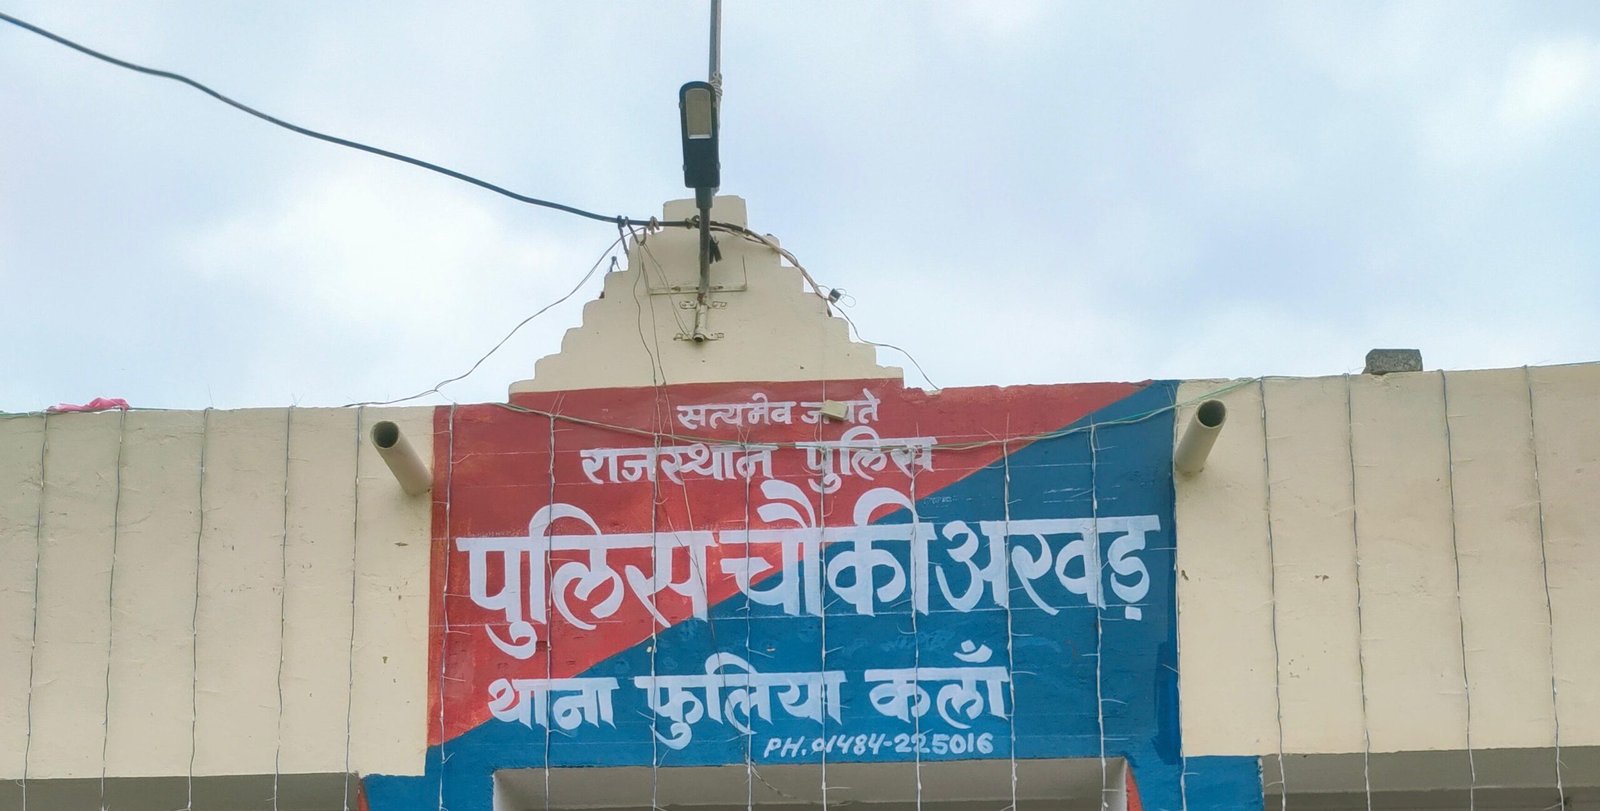 सत्यमेव जयते
राजस्थान पुलिस
पुलिस चौकी अरवड़
थाना फुलिया कलाँ
PH. 01484-225016